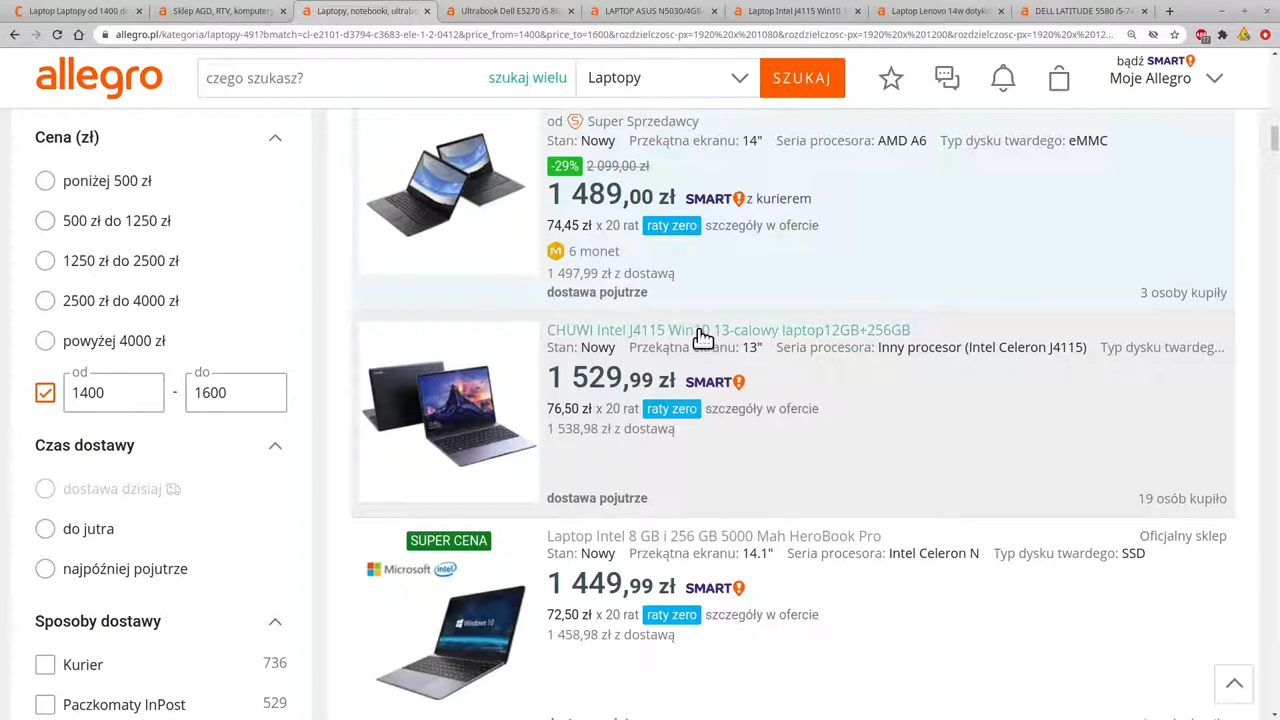 Laptop Laptopy od 1400 d
Sklep AGD, RTV, komputery
Laptopy, notebooki, ultrabo
Ultrabook Dell E5270 i5 8G
LAPTOP ASUS N5030/4GB
Laptop Intel J4115 Win10
Laptop Lenovo 14w dotyki
DELL LATITUDE 5580 i5-7
allegro.pl/kategoria/laptopy-491?bmatch=cl-e2101-d3794-c3683-ele-1-2-0412&price_from=1400&price_to=1600&rozdzielczosc-px=1920%20x%201080&rozdzielczosc-px=1920%20x%201200&rozdzielczosc-px=1920%20x%2012...
allegro
czego szukasz?
szukaj wielu
Laptopy
SZUKAJ
bądź SMART!
Moje Allegro
Cena (zł)
poniżej 500 zł
500 zł do 1250 zł
1250 zł do 2500 zł
2500 zł do 4000 zł
powyżej 4000 zł
od
1400
-
do
1600
Czas dostawy
dostawa dzisiaj
do jutra
najpóźniej pojutrze
Sposoby dostawy
Kurier 736
Paczkomaty InPost 529
od Super Sprzedawcy
Stan: Nowy Przekątna ekranu: 14" Seria procesora: AMD A6 Typ dysku twardego: eMMC
-29% 2 099,00 zł
1 489,00 zł SMART! z kurierem
74,45 zł x 20 rat raty zero szczegóły w ofercie
M 6 monet
1 497,99 zł z dostawą
dostawa pojutrze
3 osoby kupiły
CHUWI Intel J4115 Win10 13-calowy laptop12GB+256GB
Stan: Nowy Przekątna ekranu: 13" Seria procesora: Inny procesor (Intel Celeron J4115) Typ dysku twardeg...
1 529,99 zł SMART!
76,50 zł x 20 rat raty zero szczegóły w ofercie
1 538,98 zł z dostawą
dostawa pojutrze
19 osób kupiło
SUPER CENA
Microsoft intel
Windows 10
Laptop Intel 8 GB i 256 GB 5000 Mah HeroBook Pro
Oficjalny sklep
Stan: Nowy Przekątna ekranu: 14.1" Seria procesora: Intel Celeron N Typ dysku twardego: SSD
1 449,99 zł SMART!
72,50 zł x 20 rat raty zero szczegóły w ofercie
1 458,98 zł z dostawą